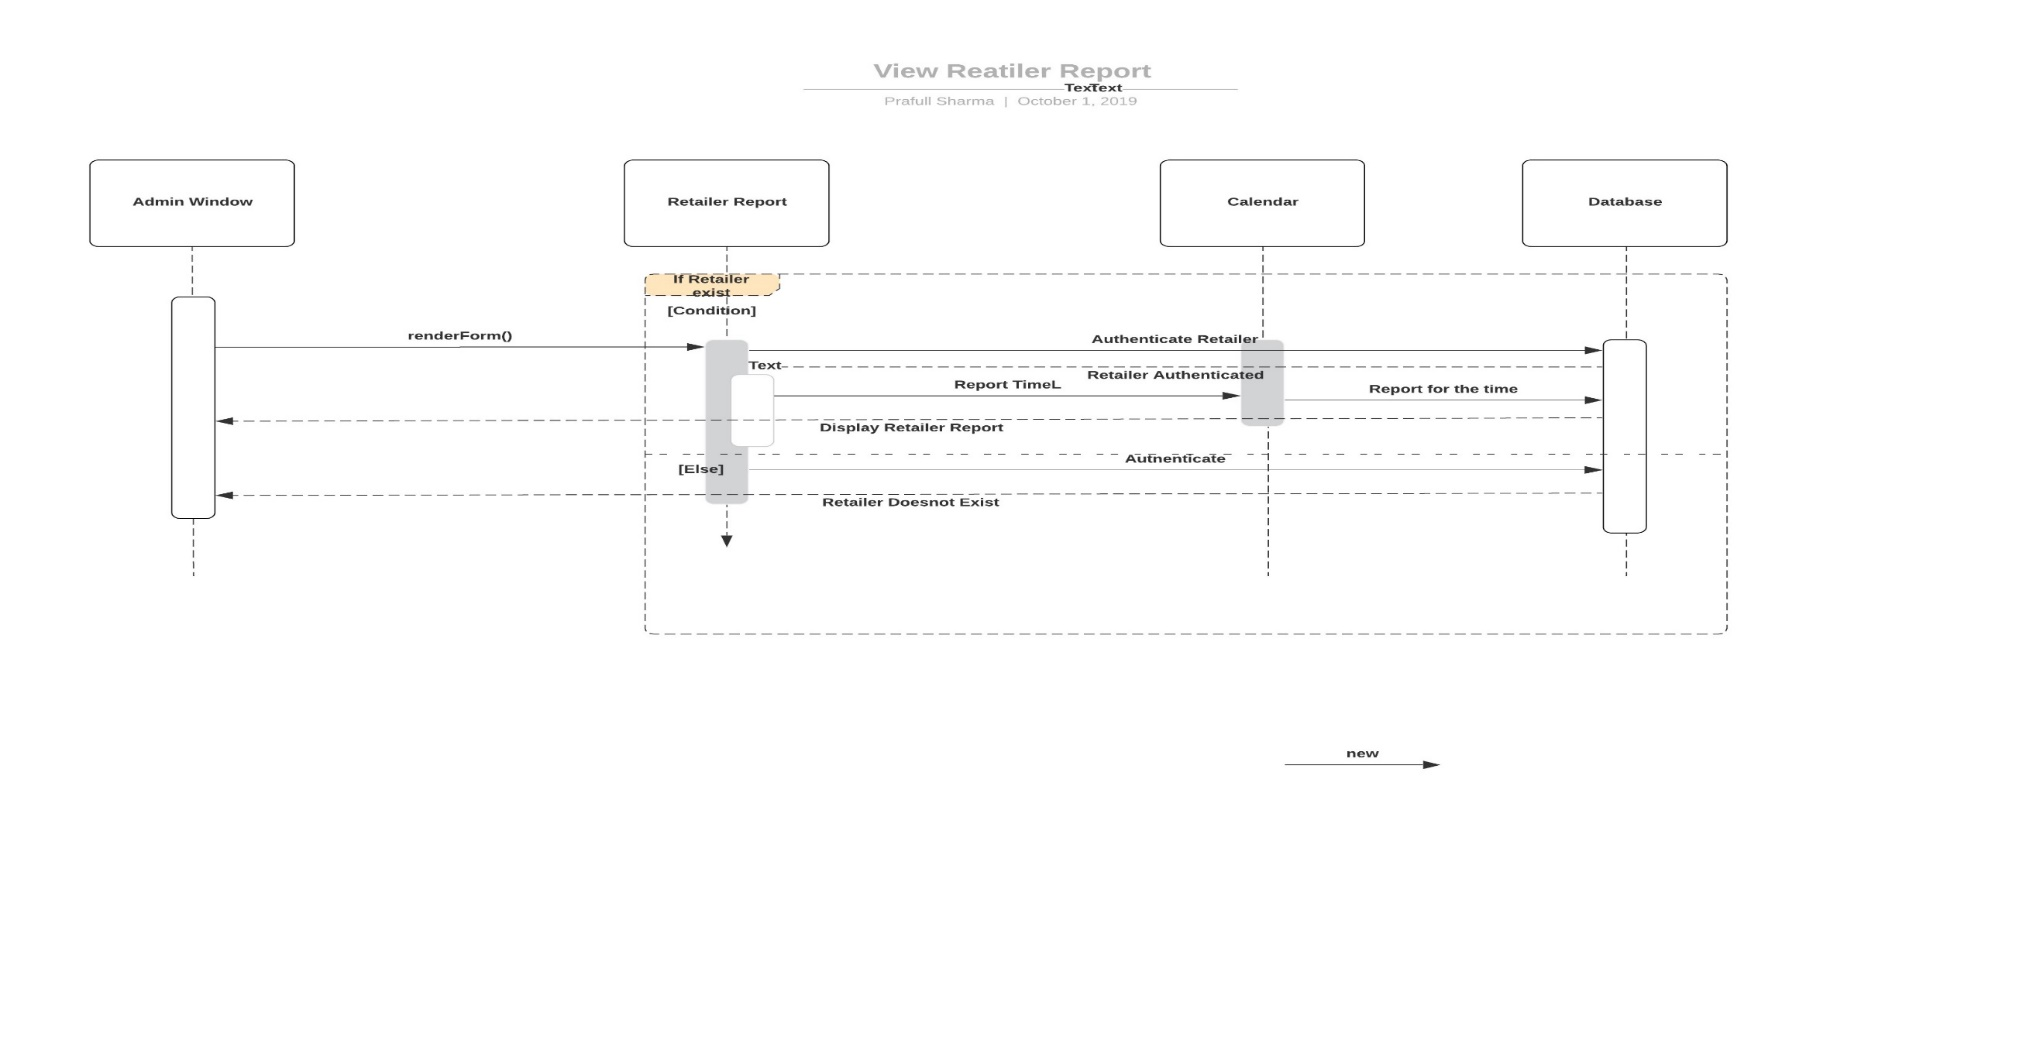 View Reatiler Report
TexText
Prafull Sharma | October 1, 2019
Admin Window
Retailer Report
Calendar
Database
If Retailer
exist
[Condition]
renderForm()
Authenticate Retailer
Text
Retailer Authenticated
Report TimeL
Report for the time
Display Retailer Report
Autnenticate
[Else]
Retailer Doesnot Exist
new